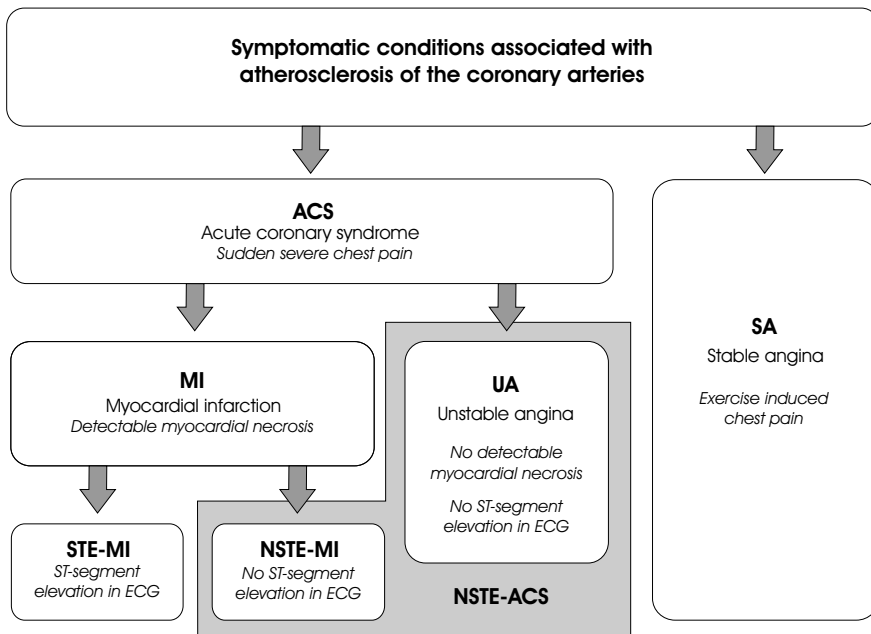 Symptomatic conditions associated with
atherosclerosis of the coronary arteries
ACS
Acute coronary syndrome
Sudden severe chest pain
MI
Myocardial infarction
Detectable myocardial necrosis
STE-MI
ST-segment
elevation in ECG
NSTE-MI
No ST-segment
elevation in ECG
UA
Unstable angina
No detectable
myocardial necrosis
No ST-segment
elevation in ECG
NSTE-ACS
SA
Stable angina
Exercise induced
chest pain